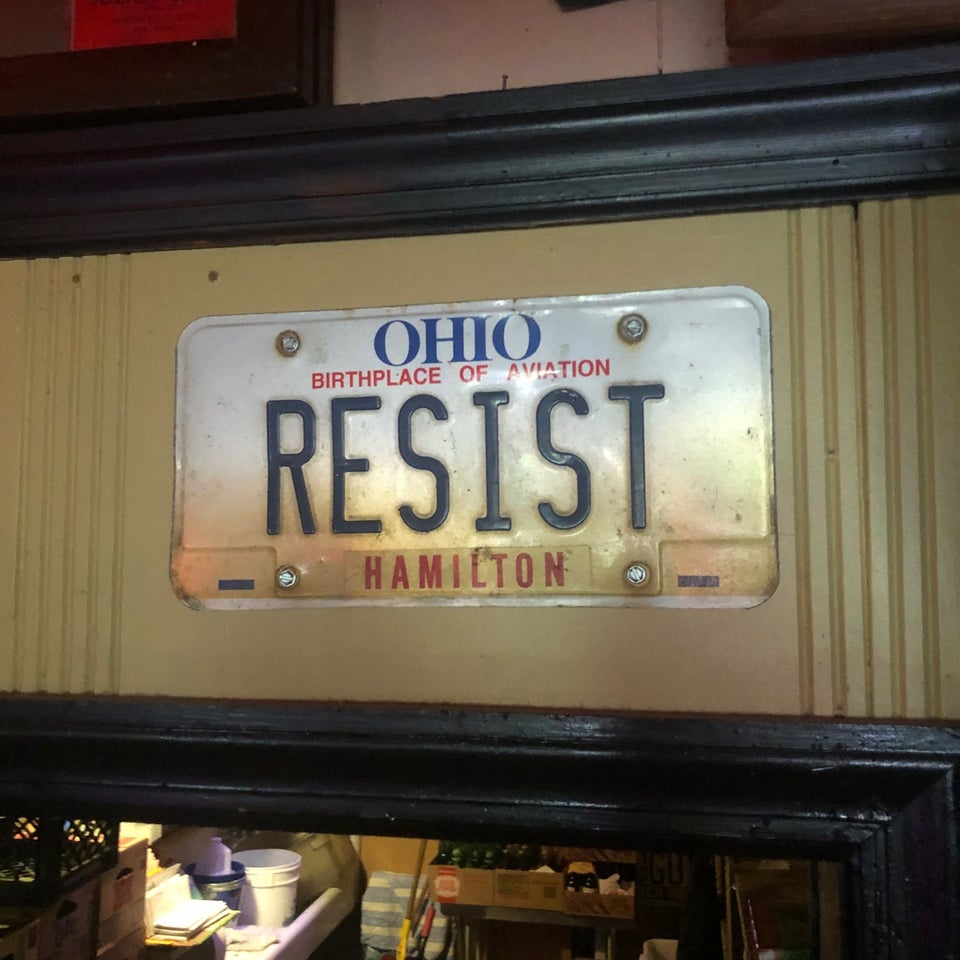 OHIO
BIRTHPLACE OF AVIATION
RESIST
HAMILTON